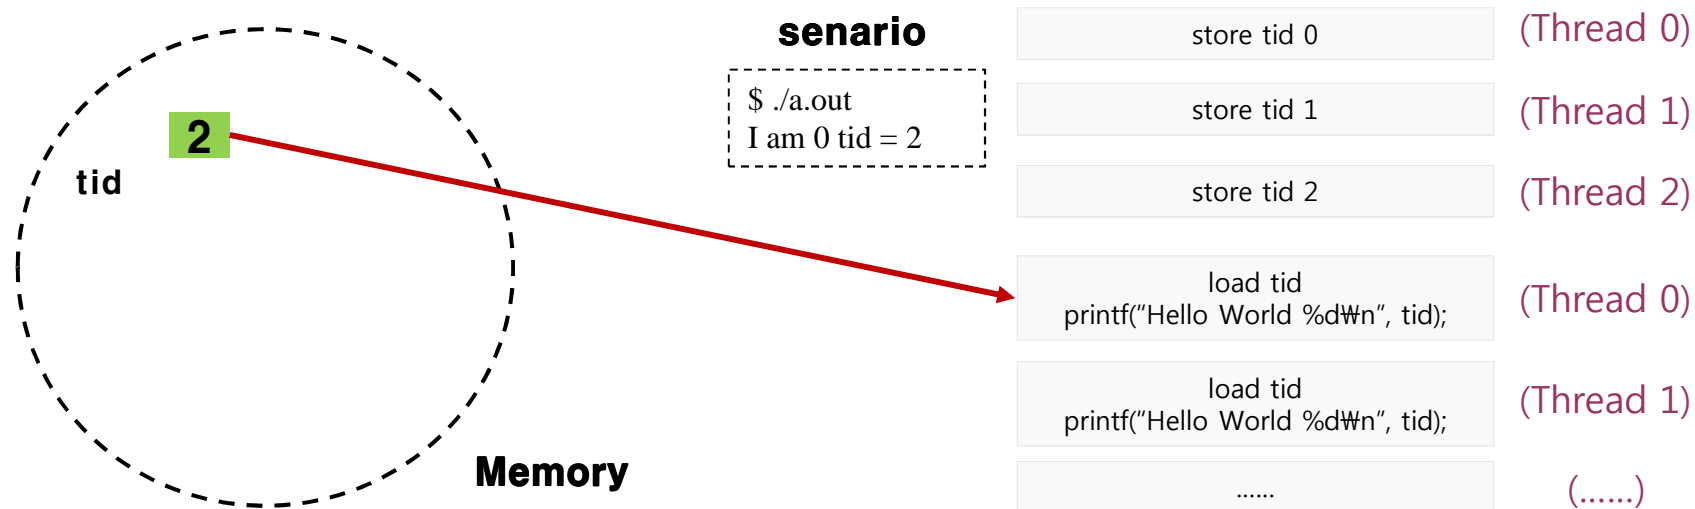 2
tid
Memory
senario
$ ./a.out
I am 0 tid = 2
store tid 0
(Thread 0)
store tid 1
(Thread 1)
store tid 2
(Thread 2)
load tid
printf("Hello World %d₩n", tid);
(Thread 0)
load tid
printf("Hello World %d₩n", tid);
(Thread 1)
......
(......)